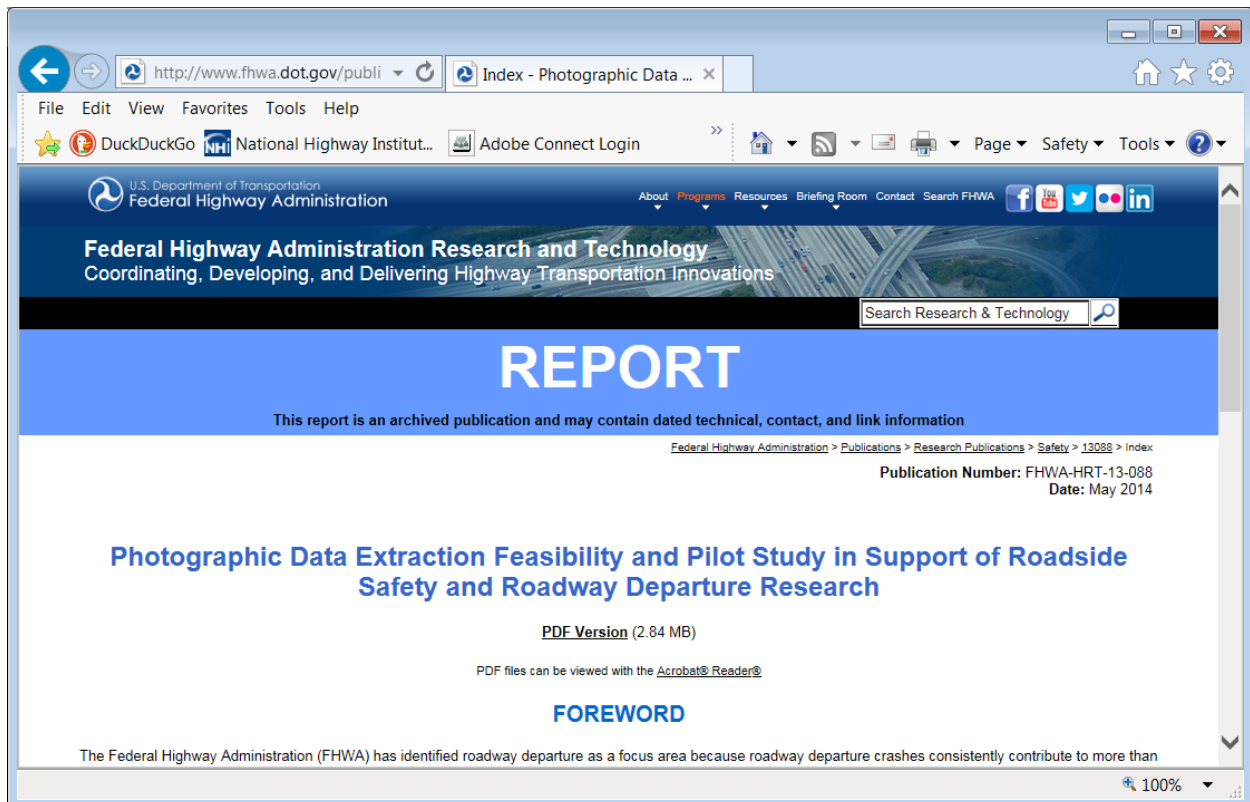 http://www.fhwa.dot.gov/publi
Index - Photographic Data ...
File Edit View Favorites Tools Help
DuckDuckGo NHI National Highway Institut... Adobe Connect Login » Page Safety Tools
U.S. Department of Transportation
Federal Highway Administration
About Programs Resources Briefing Room Contact Search FHWA f You Tube in
Federal Highway Administration Research and Technology
Coordinating, Developing, and Delivering Highway Transportation Innovations
Search Research & Technology
REPORT
This report is an archived publication and may contain dated technical, contact, and link information
Federal Highway Administration > Publications > Research Publications > Safety > 13088 > Index
Publication Number: FHWA-HRT-13-088
Date: May 2014
Photographic Data Extraction Feasibility and Pilot Study in Support of Roadside
Safety and Roadway Departure Research
PDF Version (2.84 MB)
PDF files can be viewed with the Acrobat® Reader®
FOREWORD
The Federal Highway Administration (FHWA) has identified roadway departure as a focus area because roadway departure crashes consistently contribute to more than
100%